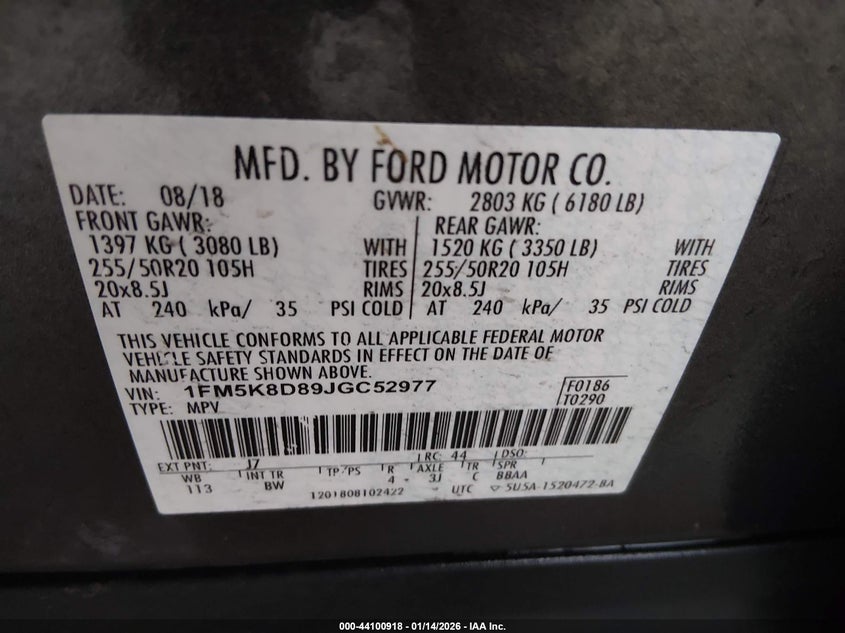 MFD. BY FORD MOTOR CO.
DATE: 08/18 GVWR: 2803 KG ( 6180 LB)
FRONT GAWR: REAR GAWR:
1397 KG ( 3080 LB) WITH 1520 KG ( 3350 LB) WITH
255/50R20 105H TIRES 255/50R20 105H TIRES
20x8.5J RIMS 20x8.5J RIMS
AT 240 kPa/ 35 PSI COLD AT 240 kPa/ 35 PSI COLD
THIS VEHICLE CONFORMS TO ALL APPLICABLE FEDERAL MOTOR
VEHICLE SAFETY STANDARDS IN EFFECT ON THE DATE OF
MANUFACTURE SHOWN ABOVE.
VIN: 1FM5K8D89JGC52977 F0186
TYPE: MPV T0290
EXT PNT: J7 RC: 44 DSO:
WB INT TR TP/PS R AXLE TR SPR
113 BW 4 3J C BBAA
1201808102422 UTC 5U5A-1520472-BA
000-44100918 - 01/14/2026 - IAA Inc.